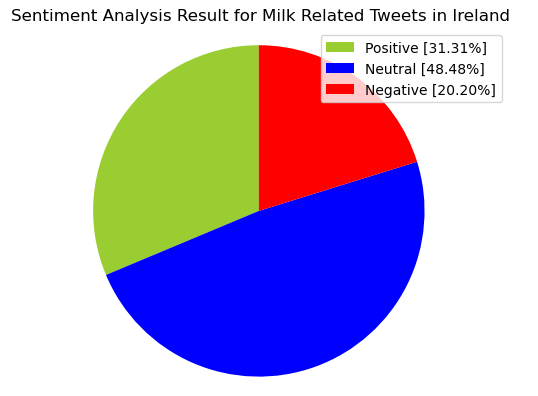 Sentiment Analysis Result for Milk Related Tweets in Ireland
Positive [31.31%]
Neutral [48.48%]
Negative [20.20%]